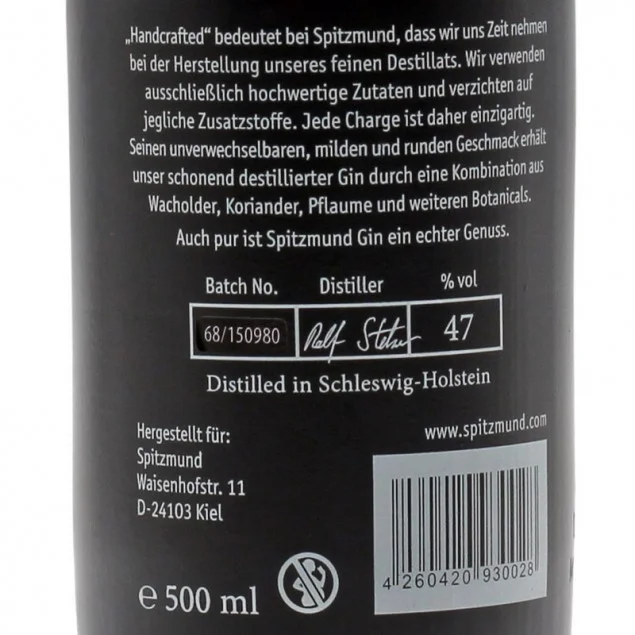 „Handcrafted“ bedeutet bei Spitzmund, dass wir uns Zeit nehmen
bei der Herstellung unseres feinen Destillats. Wir verwenden
ausschließlich hochwertige Zutaten und verzichten auf
jegliche Zusatzstoffe. Jede Charge ist daher einzigartig.
Seinen unverwechselbaren, milden und runden Geschmack erhält
unser schonend destillierter Gin durch eine Kombination aus
Wacholder, Koriander, Pflaume und weiteren Botanicals.
Auch pur ist Spitzmund Gin ein echter Genuss.
Batch No. Distiller % vol
68/150980 Ralf 47
Distilled in Schleswig-Holstein
Hergestellt für:
Spitzmund
Waisenhofstr. 11
D-24103 Kiel
www.spitzmund.com
4 260420 930028
e 500 ml